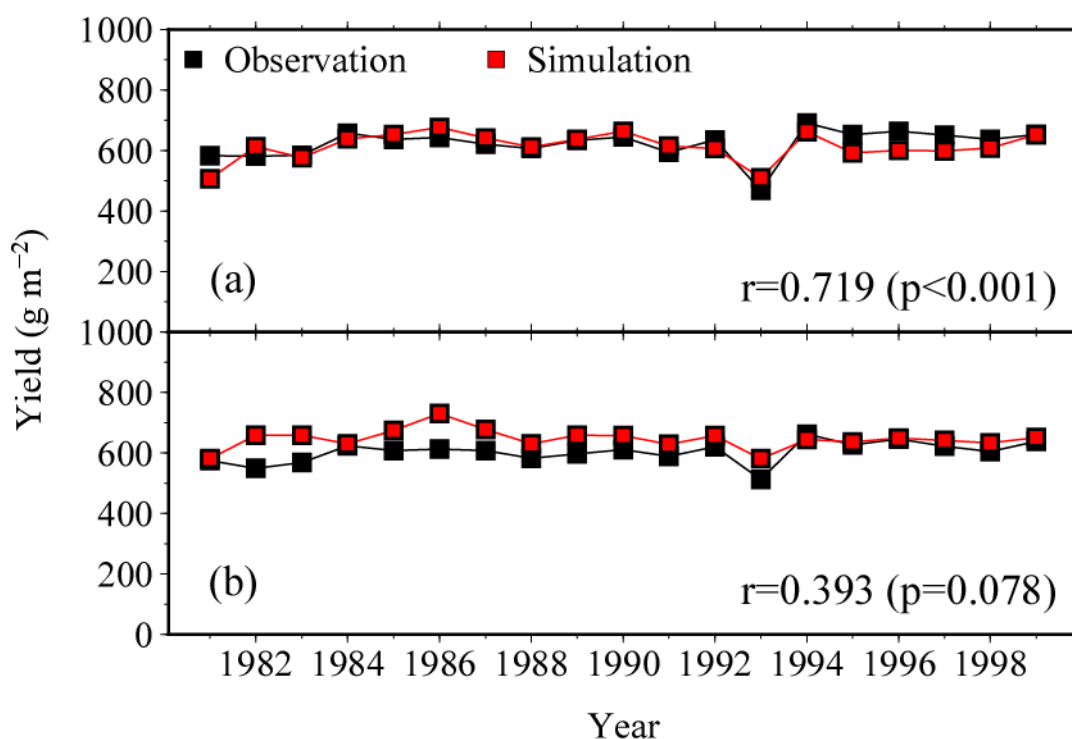 1000
Observation Simulation
800
600
400
200
(a)
r=0.719 (p<0.001)
Yield (g m⁻²)
1000
800
600
400
200
0
(b)
r=0.393 (p=0.078)
1982 1984 1986 1988 1990 1992 1994 1996 1998
Year